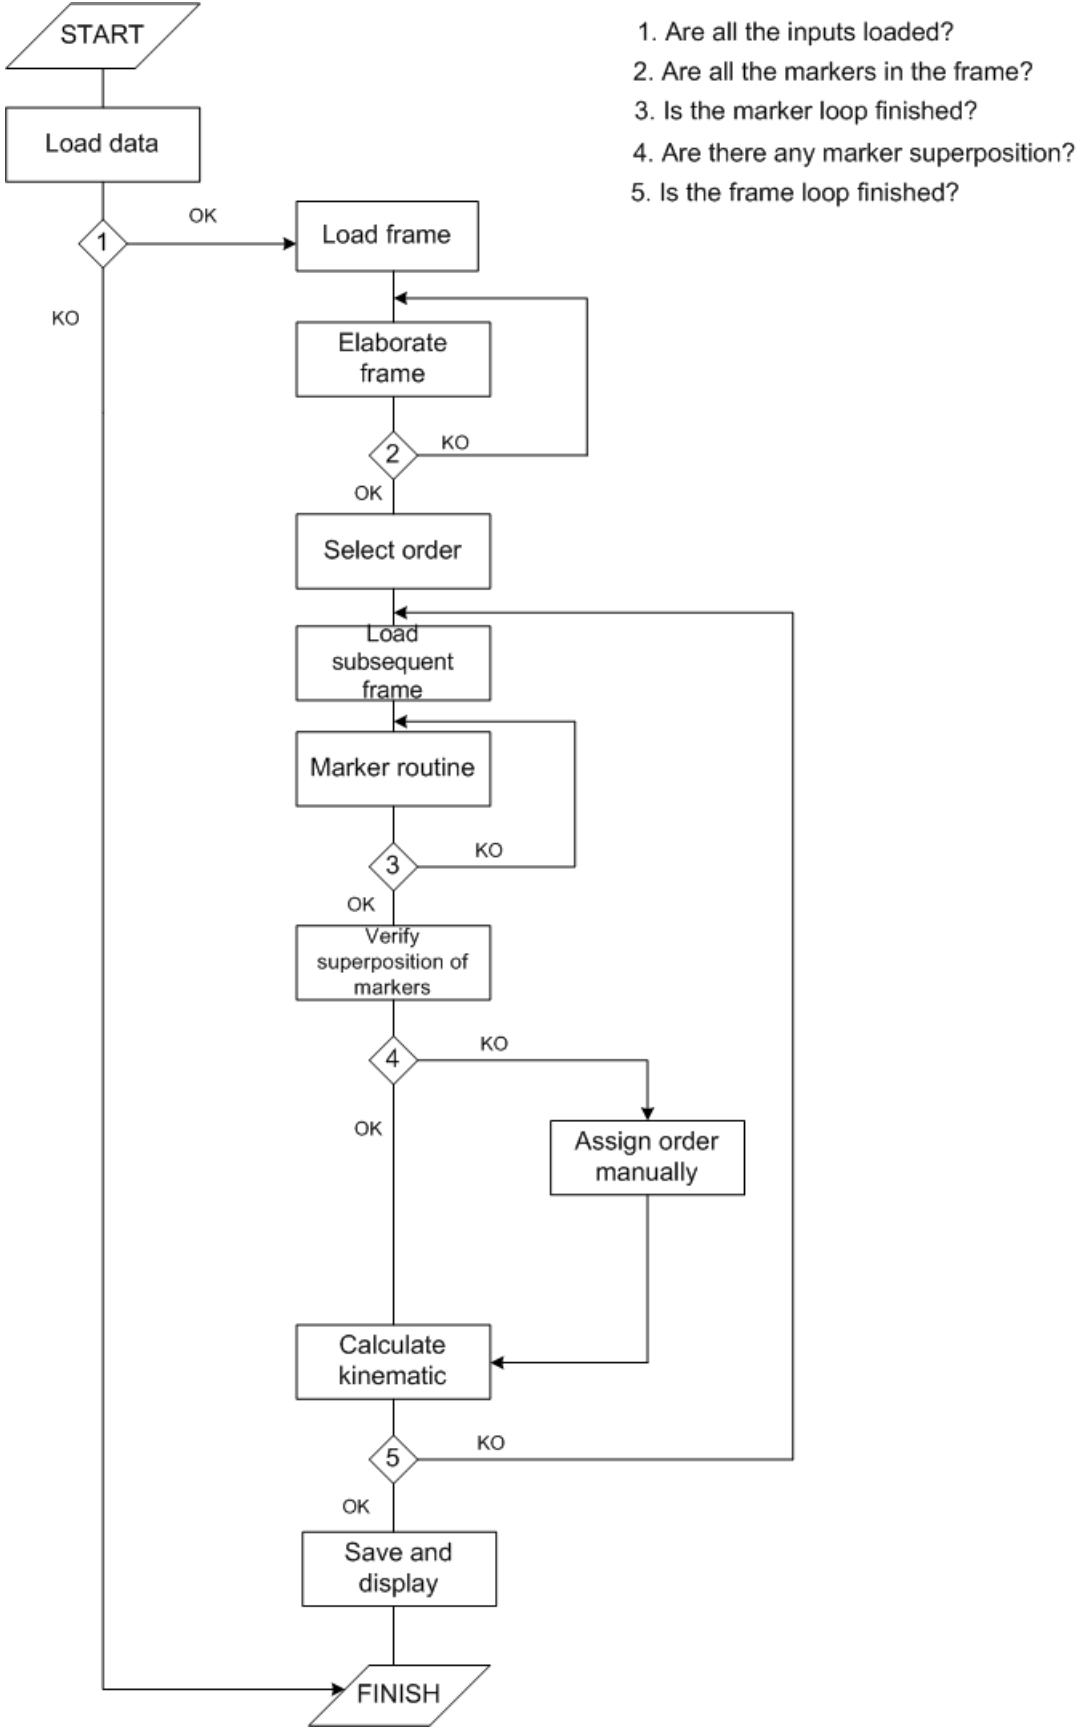 START
1. Are all the inputs loaded?
2. Are all the markers in the frame?
3. Is the marker loop finished?
4. Are there any marker superposition?
5. Is the frame loop finished?
Load data
1
OK
KO
Load frame
Elaborate
frame
2
KO
OK
Select order
Load
subsequent
frame
Marker routine
3
KO
OK
Verify
superposition of
markers
4
KO
OK
Assign order
manually
Calculate
kinematic
5
KO
OK
Save and
display
FINISH